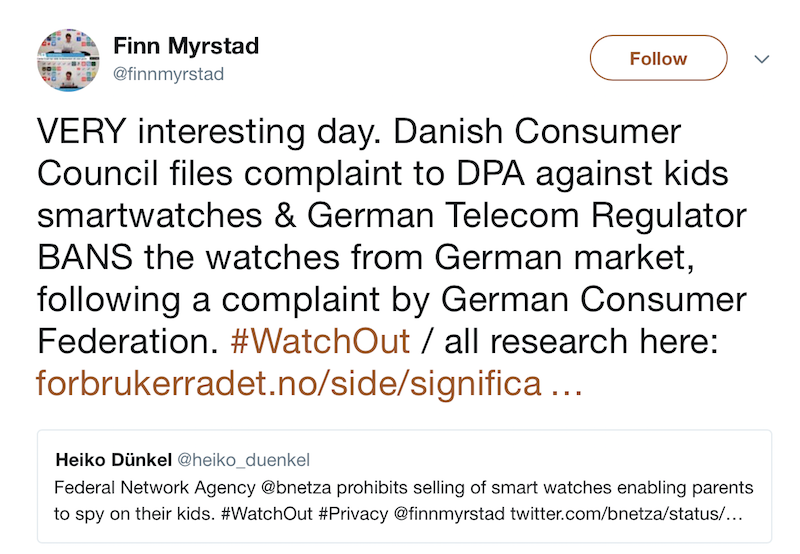 Finn Myrstad
@finnmyrstad
Follow
VERY interesting day. Danish Consumer
Council files complaint to DPA against kids
smartwatches & German Telecom Regulator
BANS the watches from German market,
following a complaint by German Consumer
Federation. #WatchOut / all research here:
forbrukerradet.no/side/significa …
Heiko Dünkel @heiko_duenkel
Federal Network Agency @bnetza prohibits selling of smart watches enabling parents
to spy on their kids. #WatchOut #Privacy @finnmyrstad twitter.com/bnetza/status/…